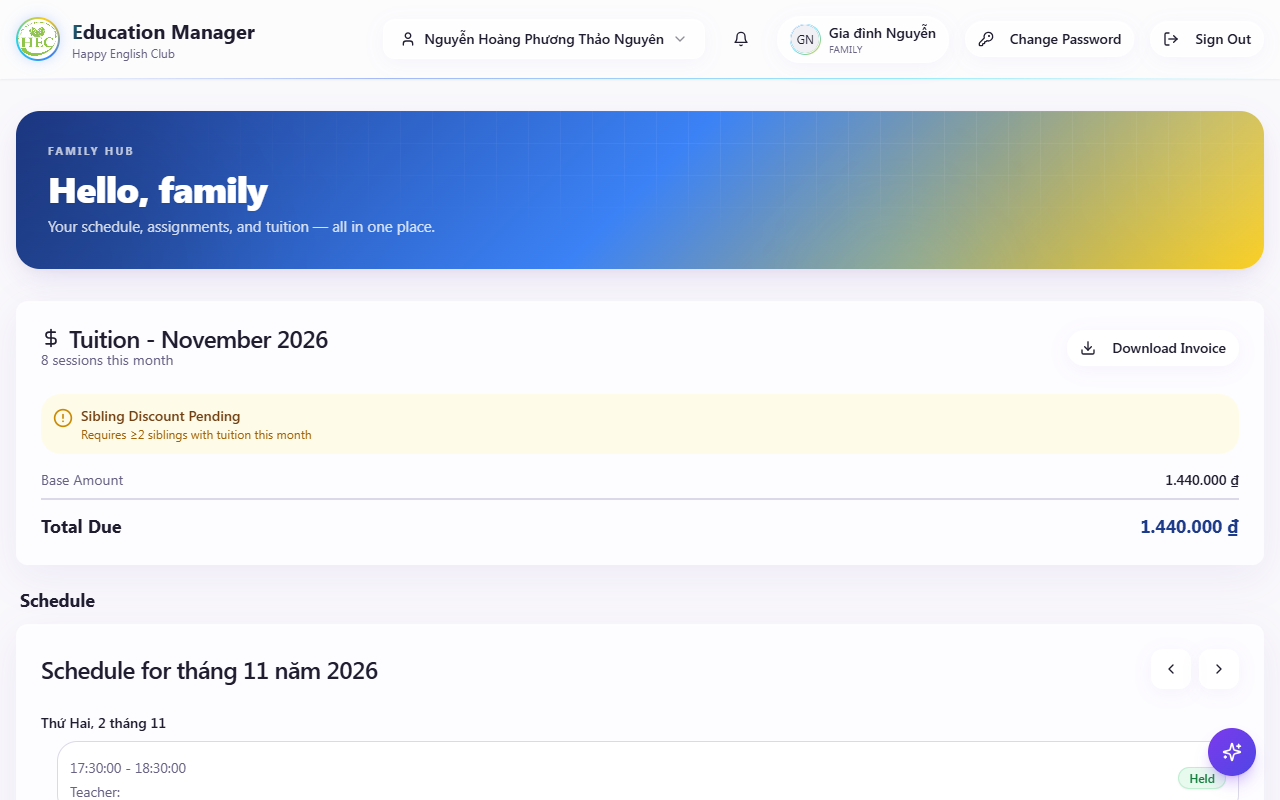 HEC
Education Manager
Happy English Club
Nguyễn Hoàng Phương Thảo Nguyên
GN
Gia đình Nguyễn
FAMILY
Change Password
Sign Out
FAMILY HUB
Hello, family
Your schedule, assignments, and tuition — all in one place.
Tuition - November 2026
8 sessions this month
Download Invoice
Sibling Discount Pending
Requires ≥2 siblings with tuition this month
Base Amount
1.440.000 ₫
Total Due
1.440.000 ₫
Schedule
Schedule for tháng 11 năm 2026
Thứ Hai, 2 tháng 11
17:30:00 - 18:30:00
Held
Teacher: